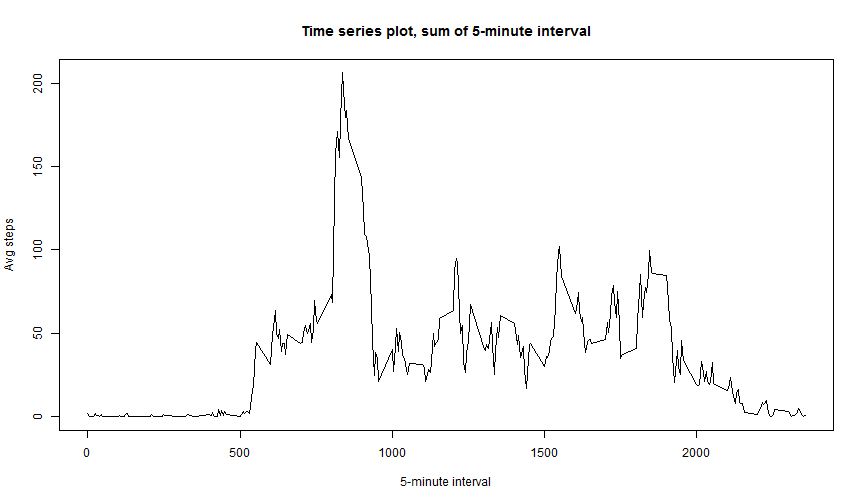 Time series plot, sum of 5-minute interval
Avg steps
200
150
100
50
0
0 500 1000 1500 2000
5-minute interval